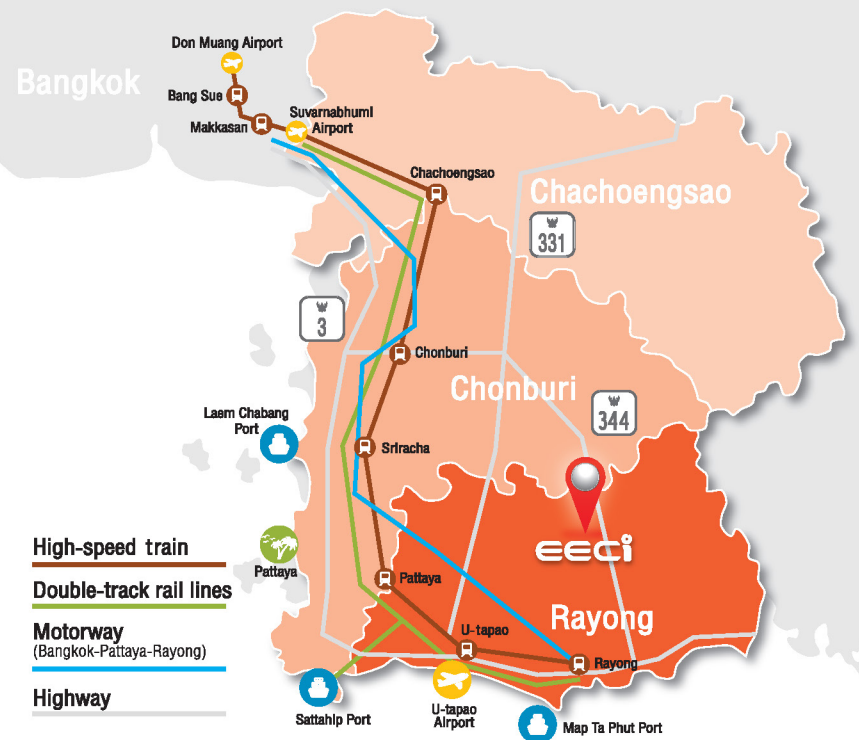 Don Muang Airport
Bangkok
Bang Sue
Makkasan
Suvarnabhumi
Airport
Chachoengsao
Chachoengsao
331
3
Chonburi
Chonburi
344
Laem Chabang
Port
Sriracha
High-speed train
Double-track rail lines
Motorway
(Bangkok-Pattaya-Rayong)
Highway
Pattaya
Pattaya
EECi
Rayong
U-tapao
Rayong
Sattahip Port
U-tapao
Airport
Map Ta Phut Port